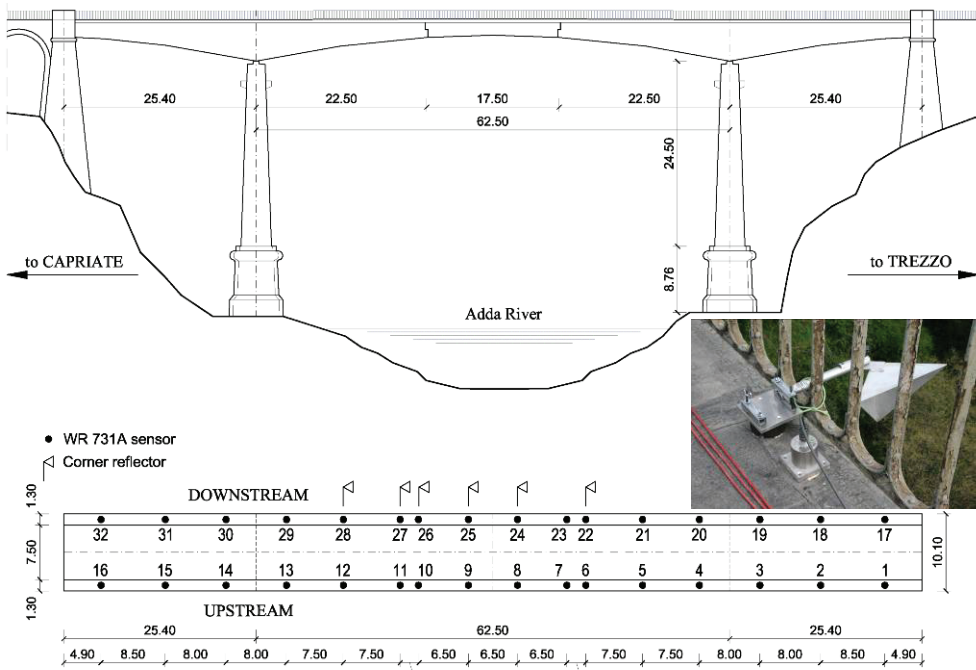 25.40 22.50 17.50 22.50 25.40
62.50
24.50
8.76
to CAPRIATE
to TREZZO
Adda River
WR 731A sensor
Corner reflector
DOWNSTREAM
1.30
7.50
1.30
10.10
32 31 30 29 28 27 26 25 24 23 22 21 20 19 18 17
16 15 14 13 12 11 10 9 8 7 6 5 4 3 2 1
UPSTREAM
25.40 62.50 25.40
4.90 8.50 8.00 8.00 7.50 7.50 6.50 6.50 6.50 7.50 7.50 8.00 8.00 8.50 4.90